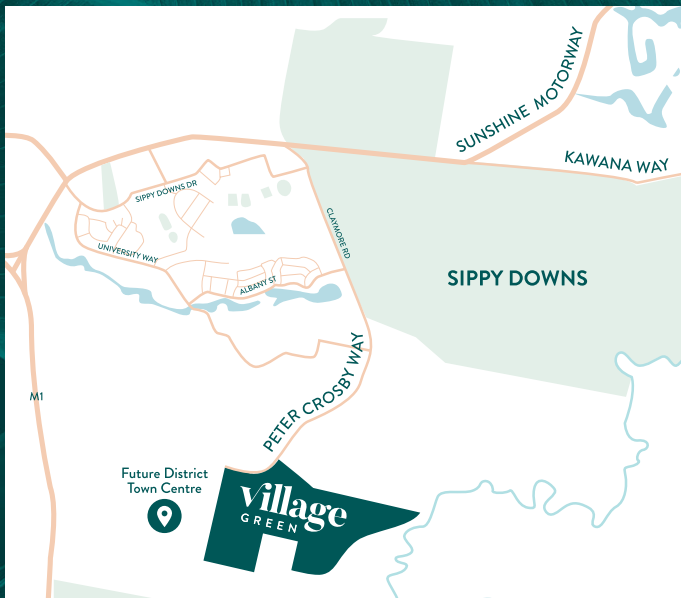 SUNSHINE MOTORWAY
KAWANA WAY
SIPPY DOWNS DR
CLAYMORE RD
UNIVERSITY WAY
SIPPY DOWNS
ALBANY ST
PETER CROSBY WAY
M1
Future District
Town Centre
Village
GREEN